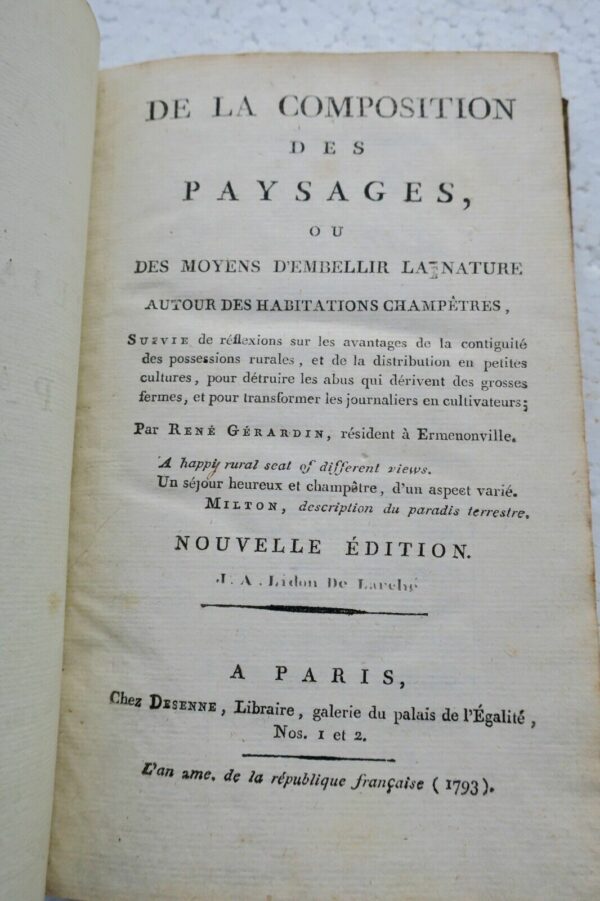 DE LA COMPOSITION
DES
PAYSAGES,
OU
DES MOYENS D'EMBELLIR LA NATURE
AUTOUR DES HABITATIONS CHAMPÊTRES,
SUIVIE de réflexions sur les avantages de la contiguité
des possessions rurales, et de la distribution en petites
cultures, pour détruire les abus qui dérivent des grosses
fermes, et pour transformer les journaliers en cultivateurs;
Par RENÉ GÉRARDIN, résident à Ermenonville.
A happy rural seat of different views.
Un séjour heureux et champêtre, d'un aspect varié.
MILTON, description du paradis terrestre.
NOUVELLE ÉDITION.
J. A. Lidon De Larché
A PARIS,
Chez DESENNE, Libraire, galerie du palais de l'Égalité,
Nos. 1 et 2.
L'an 2me. de la république française (1793).